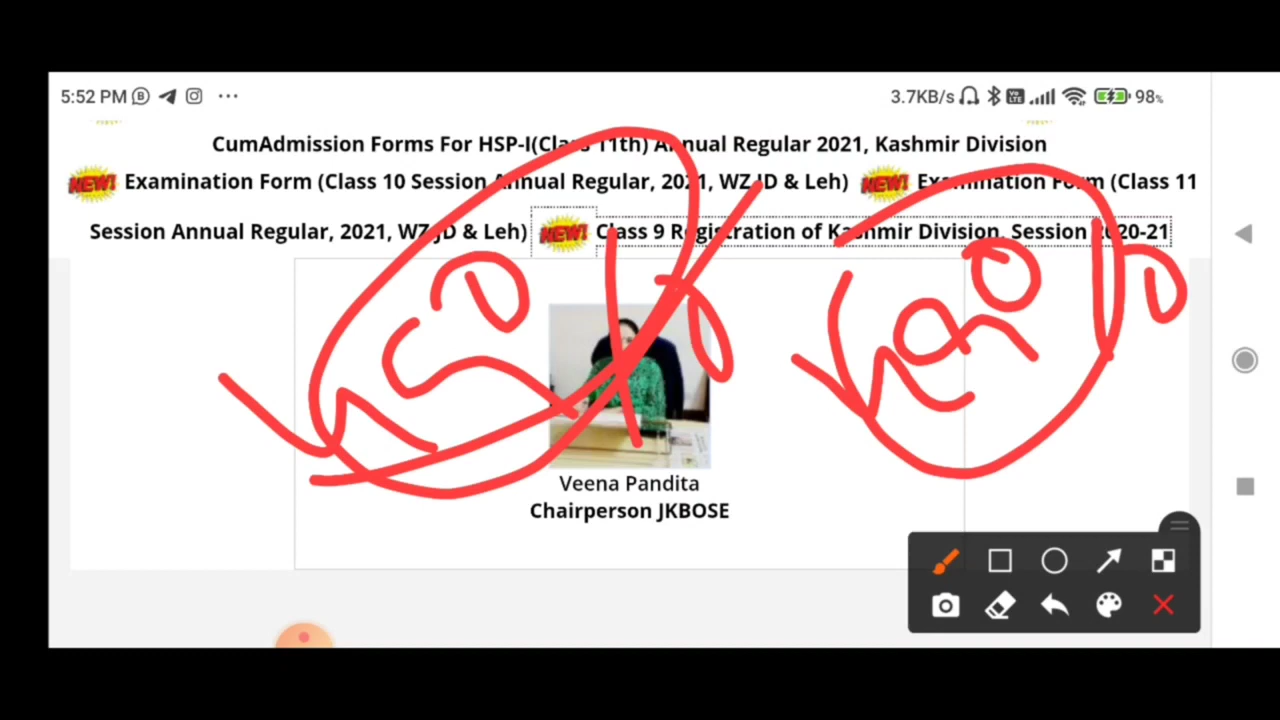 5:52 PM
3.7KB/s Vo LTE 98%
CumAdmission Forms For HSP-I(Class 11th) Annual Regular 2021, Kashmir Division
NEW! Examination Form (Class 10 Session Annual Regular, 2021, WZ JD & Leh) NEW! Examination Form (Class 11
Session Annual Regular, 2021, WZ JD & Leh) NEW! Class 9 Registration of Kashmir Division, Session 2020-21
Veena Pandita
Chairperson JKBOSE